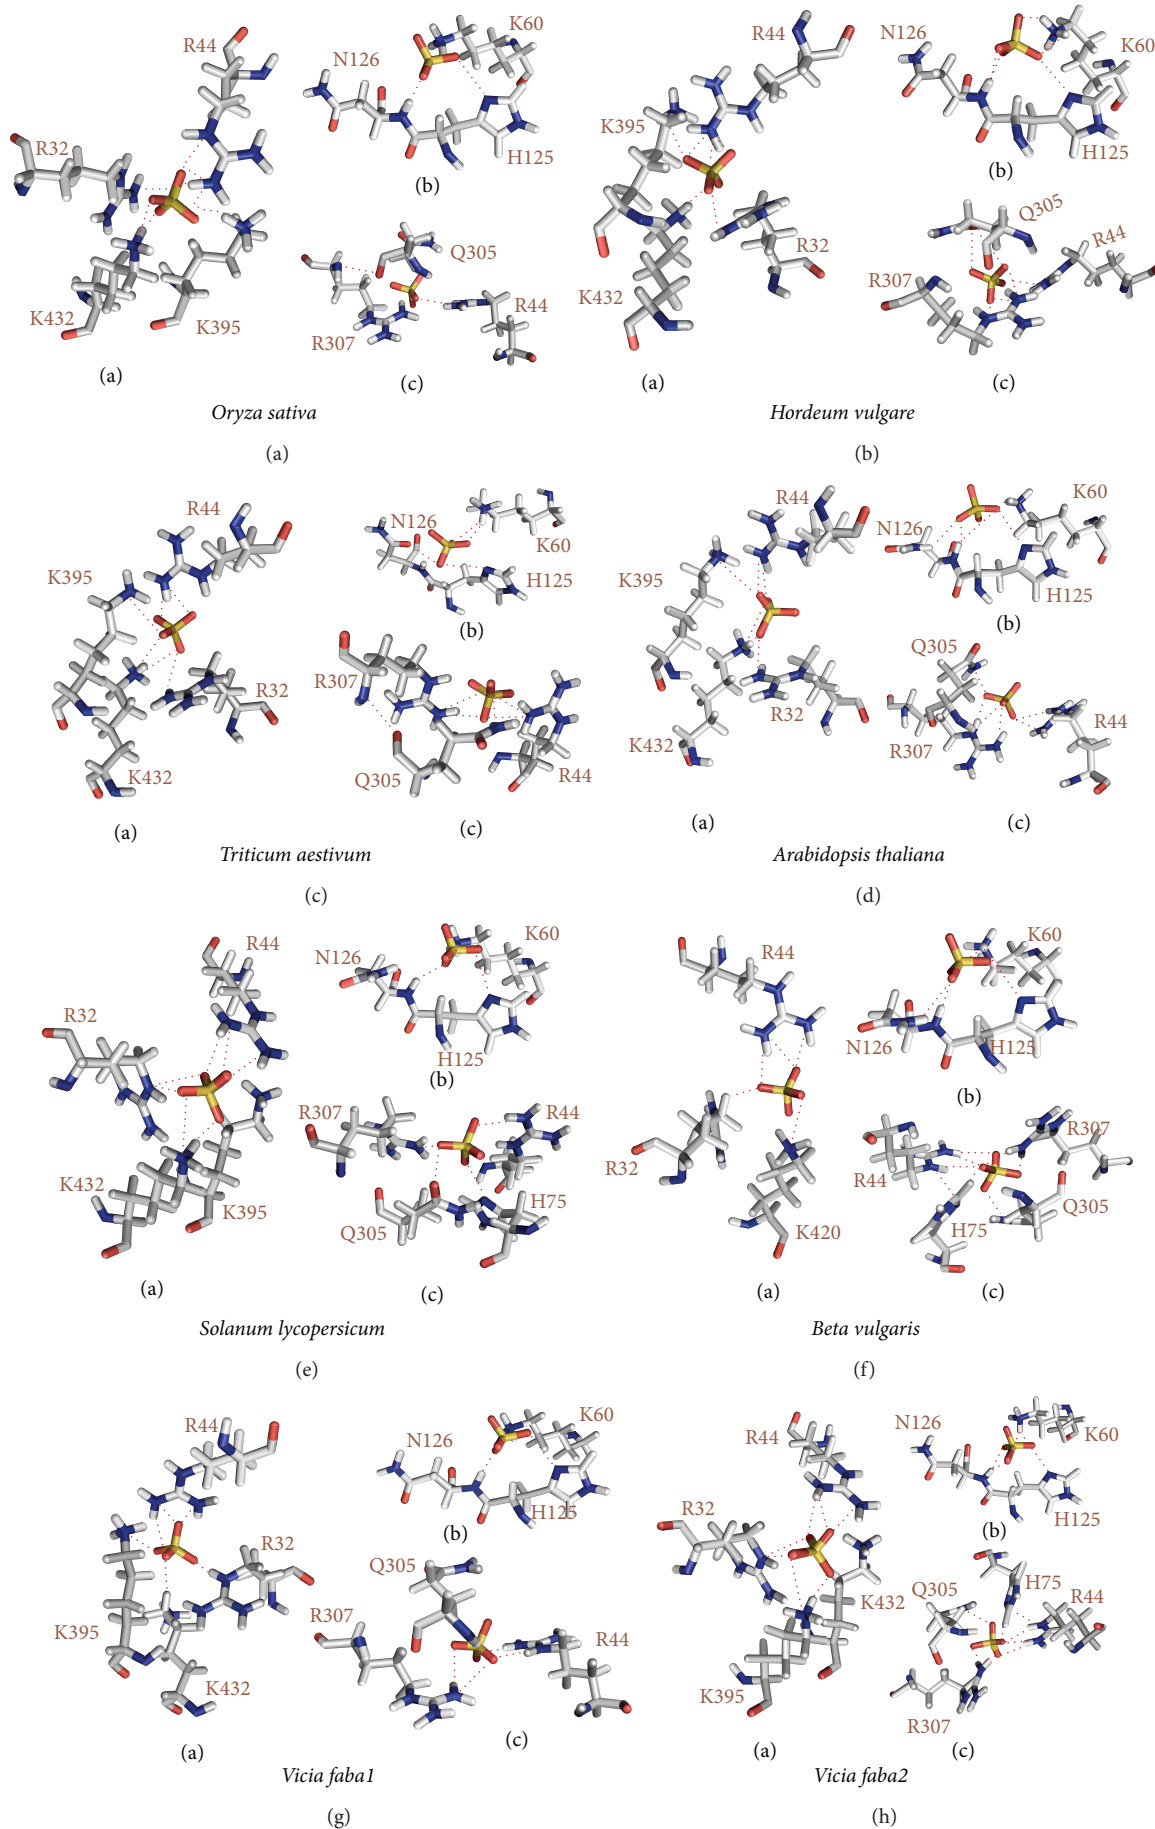 R44
R32
K432
K395
(a)
N126
K60
H125
(b)
Q305
R307
R44
(c)
Oryza sativa
(a)
R44
K395
R32
K432
(a)
N126
K60
H125
(b)
Q305
R44
R307
(c)
Hordeum vulgare
(b)
R44
K395
R32
K432
(a)
N126
K60
H125
(b)
R307
Q305
R44
(c)
Triticum aestivum
(c)
R44
K395
R32
K432
(a)
N126
K60
H125
(b)
Q305
R307
R44
(c)
Arabidopsis thaliana
(d)
R44
R32
K432
K395
(a)
N126
K60
H125
(b)
R307
R44
H75
Q305
(c)
Solanum lycopersicum
(e)
R44
R32
K420
(a)
K60
N126
H125
(b)
R307
R44
Q305
H75
(c)
Beta vulgaris
(f)
R44
R32
K395
K432
(a)
K60
N126
H125
(b)
Q305
R307
R44
(c)
Vicia faba1
(g)
R44
R32
K432
K395
(a)
N126
K60
H125
(b)
H75
Q305
R44
R307
(c)
Vicia faba2
(h)